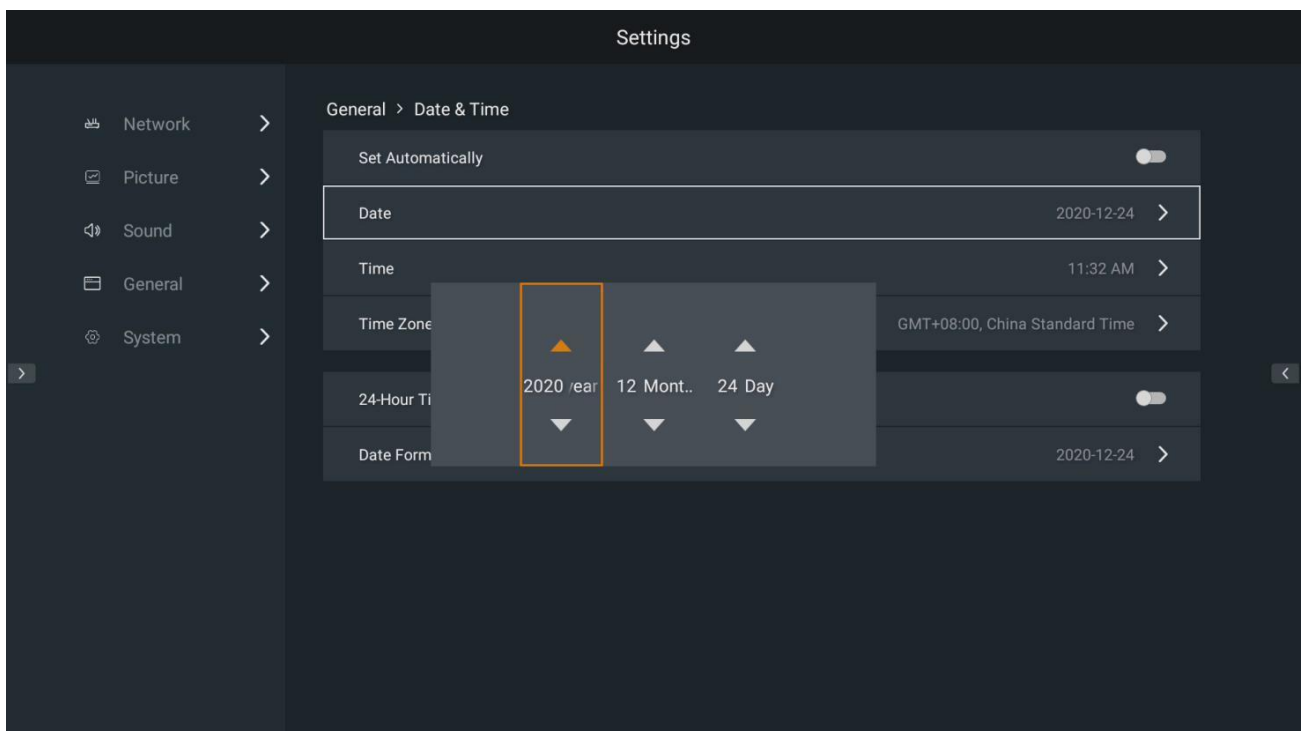 Settings
Network
Picture
Sound
General
System
General > Date & Time
Set Automatically
Date 2020-12-24
Time 11:32 AM
Time Zone GMT+08:00, China Standard Time
2020 year 12 Mont.. 24 Day
24-Hour Ti
Date Form 2020-12-24